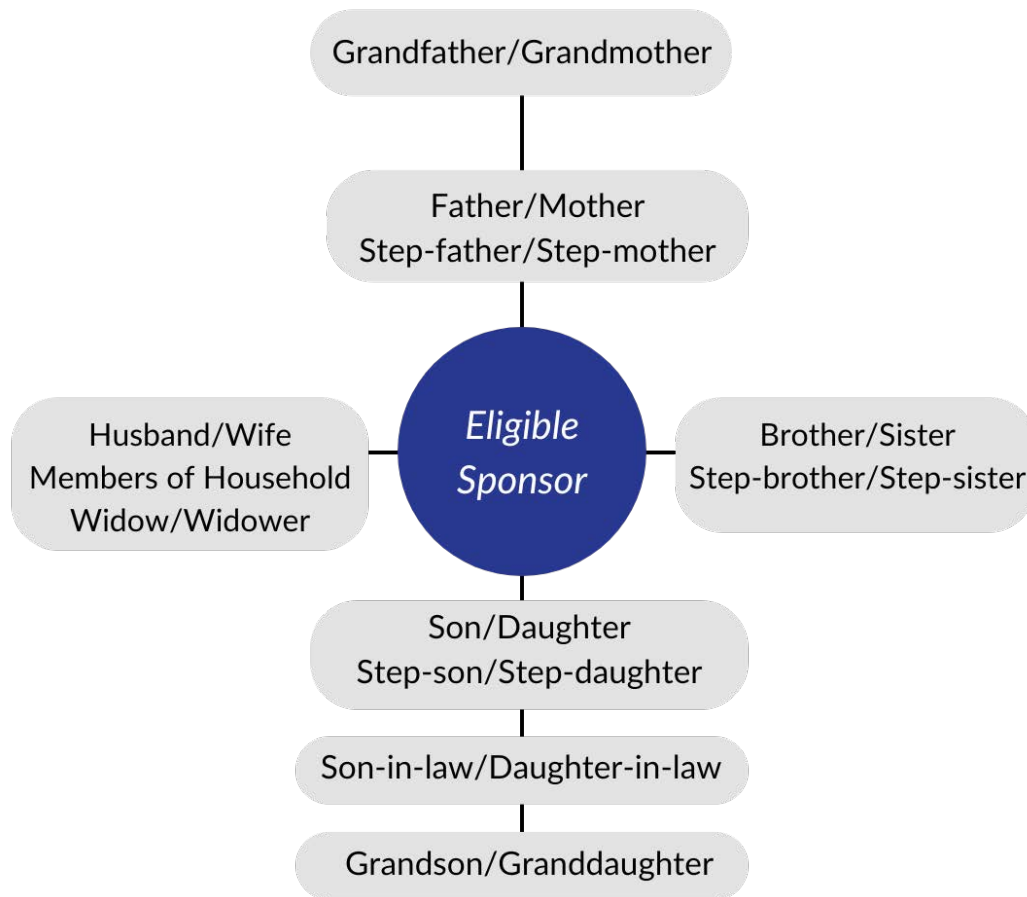 Grandfather/Grandmother
Father/Mother
Step-father/Step-mother
Husband/Wife
Members of Household
Widow/Widower
Eligible
Sponsor
Brother/Sister
Step-brother/Step-sister
Son/Daughter
Step-son/Step-daughter
Son-in-law/Daughter-in-law
Grandson/Granddaughter